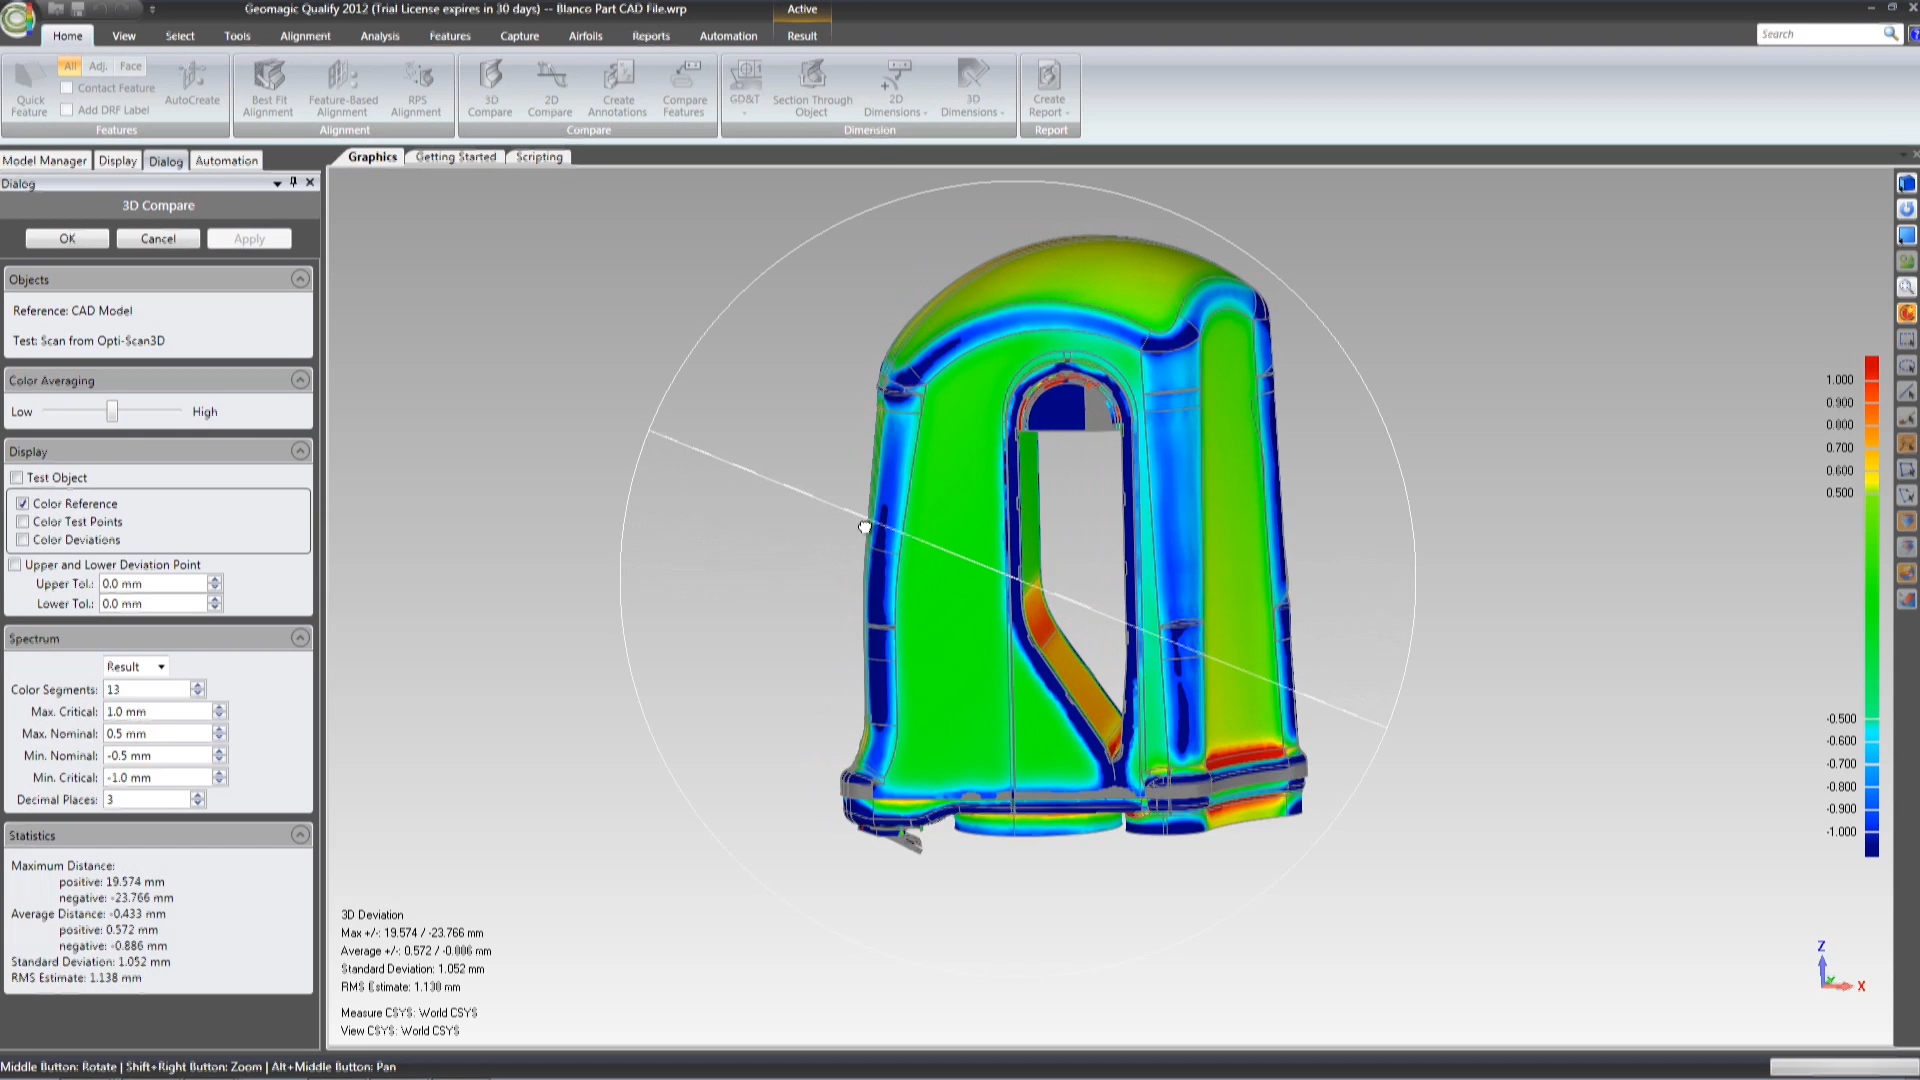 Geomagic Qualify 2012 (Trial License expires in 30 days) -- Blanco Part CAD File.wrp
Active
Home View Select Tools Alignment Analysis Features Capture Airfoils Reports Automation Result
Search
All Adj. Face
Contact Feature
Add DRF Label
Quick Feature
AutoCreate
Best Fit Alignment
Feature-Based Alignment
RPS Alignment
3D Compare
2D Compare
Create Annotations
Compare Features
GD&T
Section Through Object
2D Dimensions
3D Dimensions
Create Report
Features Alignment Compare Dimension Report
Model Manager Display Dialog Automation
Graphics Getting Started Scripting
Dialog
3D Compare
OK Cancel Apply
Objects
Reference: CAD Model
Test: Scan from Opti-Scan3D
Color Averaging
Low High
Display
Test Object
Color Reference
Color Test Points
Color Deviations
Upper and Lower Deviation Point
Upper Tol.: 0.0 mm
Lower Tol.: 0.0 mm
Spectrum
Result
Color Segments: 13
Max. Critical: 1.0 mm
Max. Nominal: 0.5 mm
Min. Nominal: -0.5 mm
Min. Critical: -1.0 mm
Decimal Places: 3
Statistics
Maximum Distance:
positive: 19.574 mm
negative: -23.766 mm
Average Distance: -0.433 mm
positive: 0.572 mm
negative: -0.886 mm
Standard Deviation: 1.052 mm
RMS Estimate: 1.138 mm
3D Deviation
Max +/-: 19.574 / -23.766 mm
Average +/-: 0.572 / -0.886 mm
Standard Deviation: 1.052 mm
RMS Estimate: 1.138 mm
Measure CSYS: World CSYS
View CSYS: World CSYS
1.000
0.900
0.800
0.700
0.600
0.500
-0.500
-0.600
-0.700
-0.800
-0.900
-1.000
Z
Y
X
Middle Button: Rotate | Shift+Right Button: Zoom | Alt+Middle Button: Pan